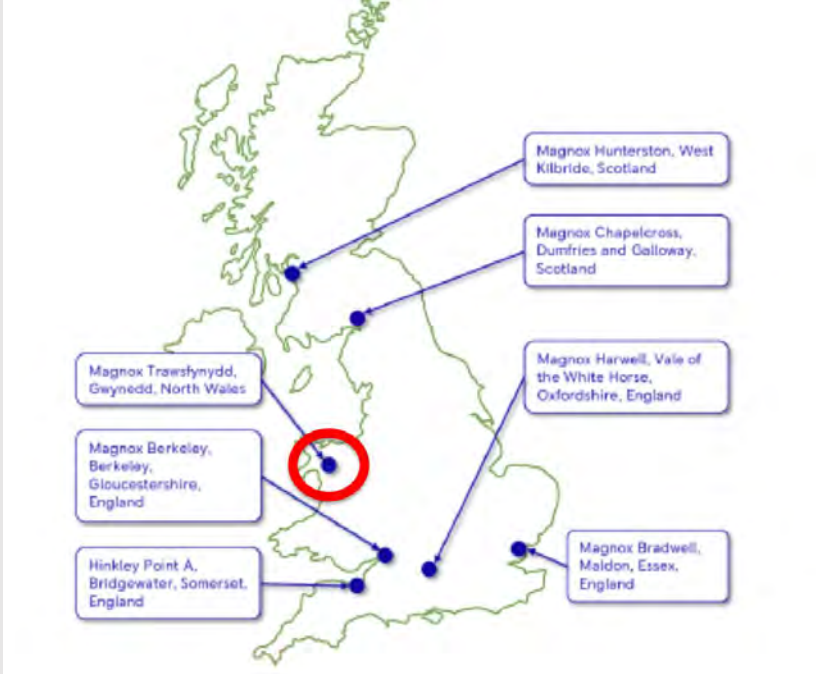 Magnox Hunterston, West
Kilbride, Scotland
Magnox Chapelcross,
Dumfries and Galloway,
Scotland
Magnox Trawsfynydd,
Gwynedd, North Wales
Magnox Harwell, Vale of
the White Horse,
Oxfordshire, England
Magnox Berkeley,
Berkeley,
Gloucestershire,
England
Magnox Bradwell,
Maldon, Essex,
England
Hinkley Point A,
Bridgewater, Somerset,
England